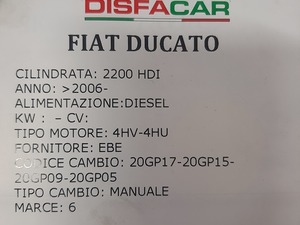 DISFACAR
FIAT DUCATO
CILINDRATA: 2200 HDI
ANNO: >2006-
ALIMENTAZIONE:DIESEL
KW : – CV:
TIPO MOTORE: 4HV-4HU
FORNITORE: EBE
CODICE CAMBIO: 20GP17-20GP15-
20GP09-20GP05
TIPO CAMBIO: MANUALE
MARCE: 6